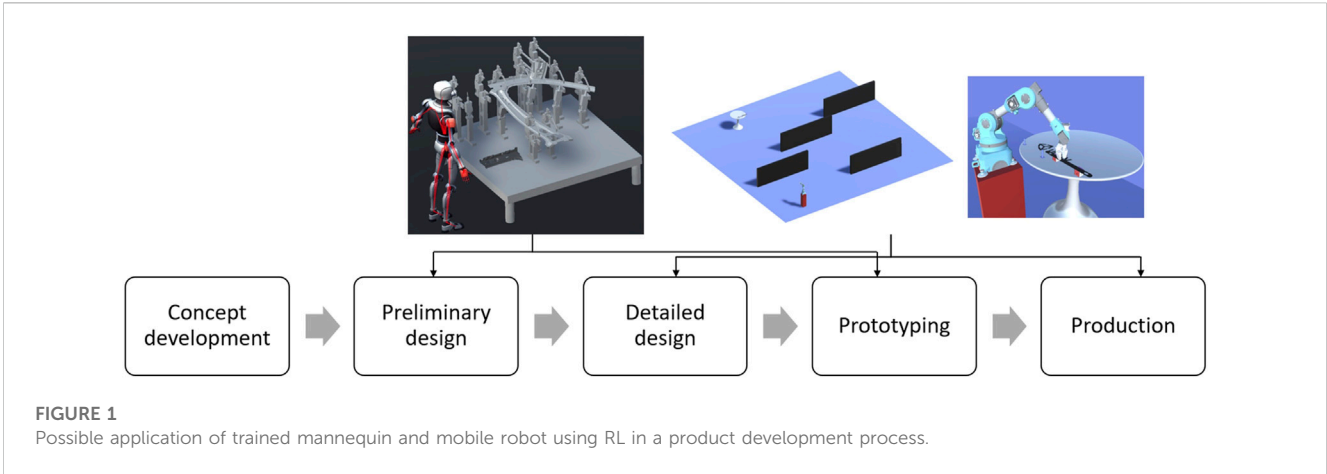 Concept
development
Preliminary
design
Detailed
design
Prototyping
Production
FIGURE 1
Possible application of trained mannequin and mobile robot using RL in a product development process.